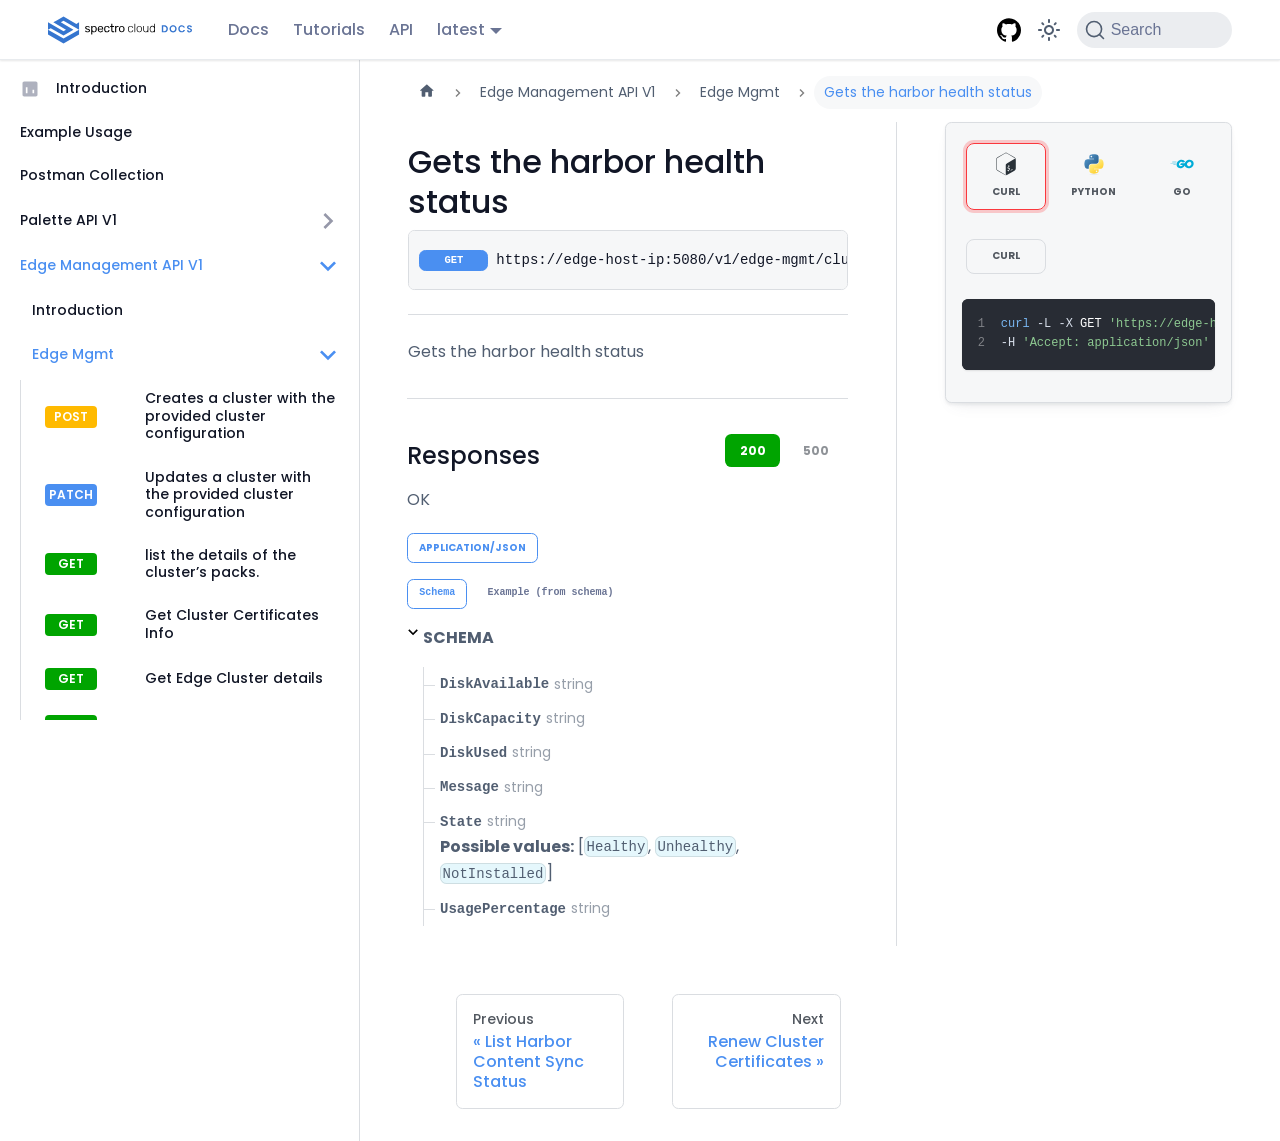 spectro cloud DOCS
Docs
Tutorials
API
latest
Search
Introduction
Example Usage
Postman Collection
Palette API V1
Edge Management API V1
Introduction
Edge Mgmt
POST
Creates a cluster with the
provided cluster
configuration
PATCH
Updates a cluster with
the provided cluster
configuration
GET
list the details of the
cluster’s packs.
GET
Get Cluster Certificates
Info
GET
Get Edge Cluster details
Edge Management API V1
Edge Mgmt
Gets the harbor health status
Gets the harbor health
status
GET
https://edge-host-ip:5080/v1/edge-mgmt/clu
Gets the harbor health status
Responses
200
500
OK
APPLICATION/JSON
Schema
Example (from schema)
SCHEMA
DiskAvailable string
DiskCapacity string
DiskUsed string
Message string
State string
Possible values: [Healthy, Unhealthy,
NotInstalled]
UsagePercentage string
CURL
PYTHON
GO
CURL
1 curl -L -X GET 'https://edge-h
2 -H 'Accept: application/json'
Previous
« List Harbor
Content Sync
Status
Next
Renew Cluster
Certificates »